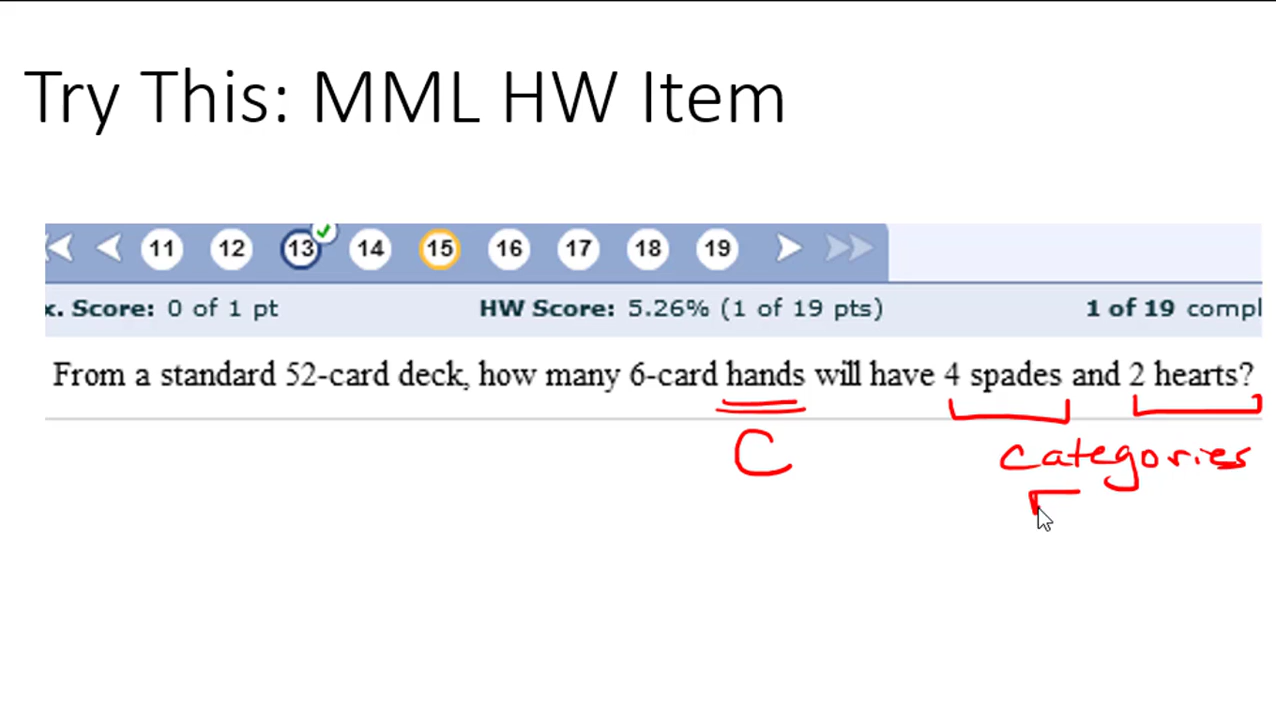 Try This: MML HW Item
11 12 13 14 15 16 17 18 19
x. Score: 0 of 1 pt HW Score: 5.26% (1 of 19 pts) 1 of 19 compl
From a standard 52-card deck, how many 6-card hands will have 4 spades and 2 hearts?
C categories